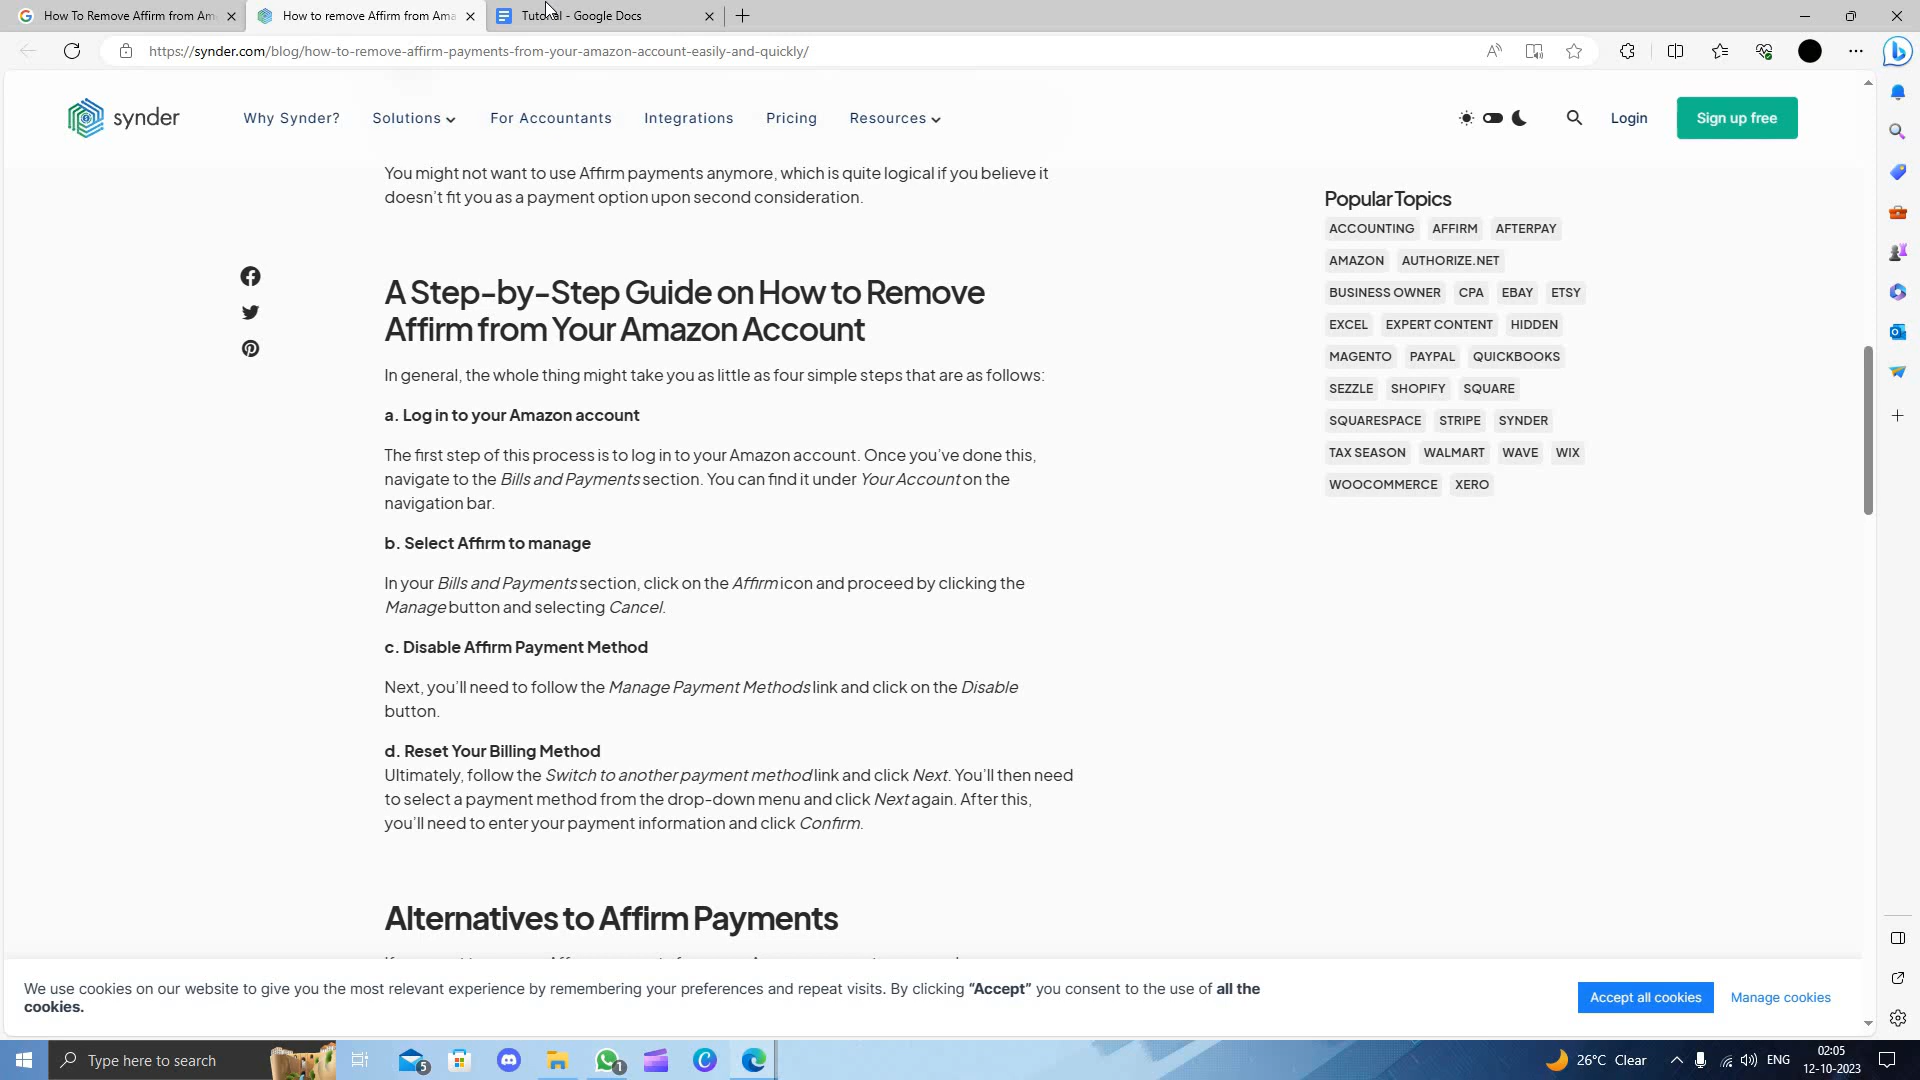 How To Remove Affirm from Am
How to remove Affirm from Ama
Tutorial - Google Docs
https://synder.com/blog/how-to-remove-affirm-payments-from-your-amazon-account-easily-and-quickly/
synder
Why Synder?
Solutions
For Accountants
Integrations
Pricing
Resources
Login
Sign up free
You might not want to use Affirm payments anymore, which is quite logical if you believe it
doesn't fit you as a payment option upon second consideration.
A Step-by-Step Guide on How to Remove
Affirm from Your Amazon Account
In general, the whole thing might take you as little as four simple steps that are as follows:
a. Log in to your Amazon account
The first step of this process is to log in to your Amazon account. Once you've done this,
navigate to the Bills and Payments section. You can find it under Your Account on the
navigation bar.
b. Select Affirm to manage
In your Bills and Payments section, click on the Affirm icon and proceed by clicking the
Manage button and selecting Cancel.
c. Disable Affirm Payment Method
Next, you'll need to follow the Manage Payment Methods link and click on the Disable
button.
d. Reset Your Billing Method
Ultimately, follow the Switch to another payment method link and click Next. You'll then need
to select a payment method from the drop-down menu and click Next again. After this,
you'll need to enter your payment information and click Confirm.
Alternatives to Affirm Payments
Popular Topics
ACCOUNTING AFFIRM AFTERPAY
AMAZON AUTHORIZE.NET
BUSINESS OWNER CPA EBAY ETSY
EXCEL EXPERT CONTENT HIDDEN
MAGENTO PAYPAL QUICKBOOKS
SEZZLE SHOPIFY SQUARE
SQUARESPACE STRIPE SYNDER
TAX SEASON WALMART WAVE WIX
WOOCOMMERCE XERO
We use cookies on our website to give you the most relevant experience by remembering your preferences and repeat visits. By clicking “Accept” you consent to the use of all the
cookies.
Accept all cookies
Manage cookies
Type here to search
5
1
26°C Clear
ENG
02:05
12-10-2023